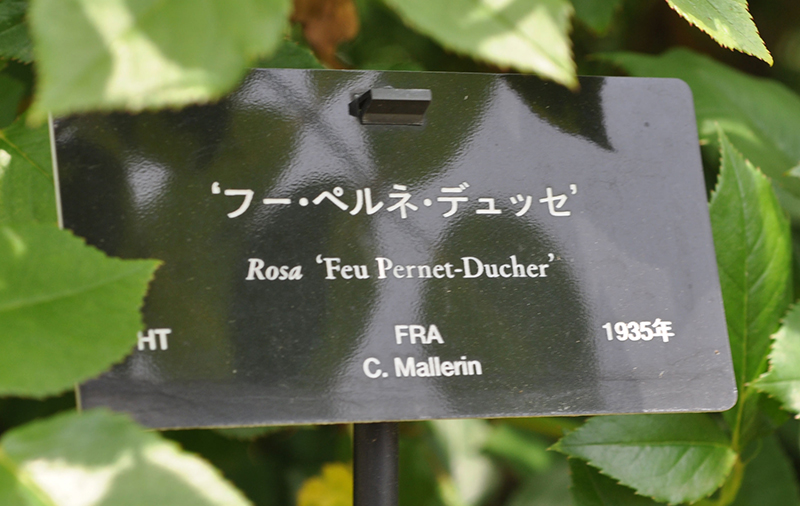 ‘フー・ペルネ・デュッセ’
Rosa ‘Feu Pernet-Ducher’
HT FRA 1935年
C. Mallerin